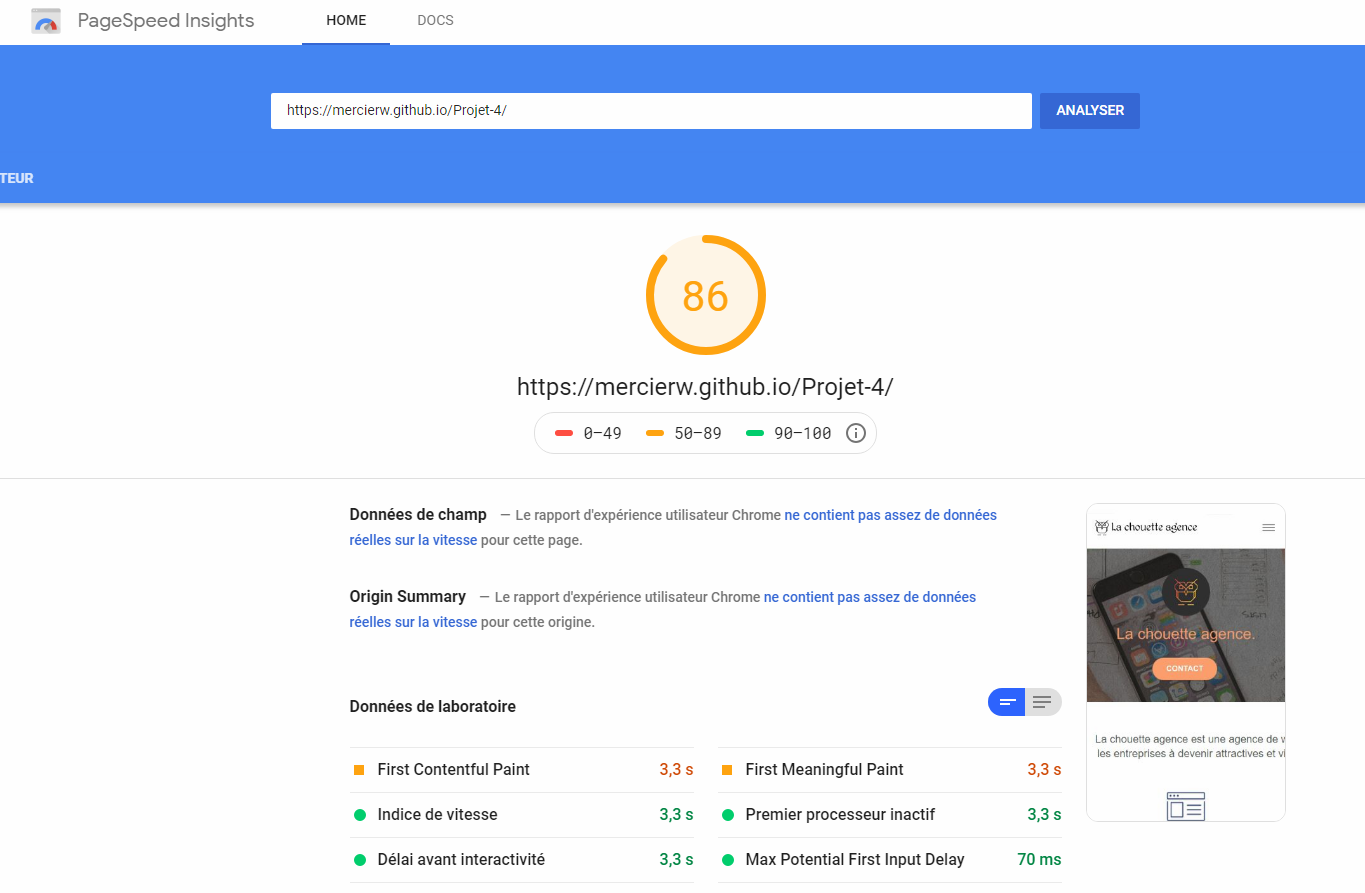 PageSpeed Insights HOME DOCS
https://mercierw.github.io/Projet-4/ ANALYSER
TEUR
86
https://mercierw.github.io/Projet-4/
0–49 50–89 90–100
Données de champ — Le rapport d'expérience utilisateur Chrome ne contient pas assez de données
réelles sur la vitesse pour cette page.
Origin Summary — Le rapport d'expérience utilisateur Chrome ne contient pas assez de données
réelles sur la vitesse pour cette origine.
Données de laboratoire
First Contentful Paint 3,3 s First Meaningful Paint 3,3 s
Indice de vitesse 3,3 s Premier processeur inactif 3,3 s
Délai avant interactivité 3,3 s Max Potential First Input Delay 70 ms
La chouette agence
La chouette agence.
CONTACT
La chouette agence est une agence de
les entreprises à devenir attractives et